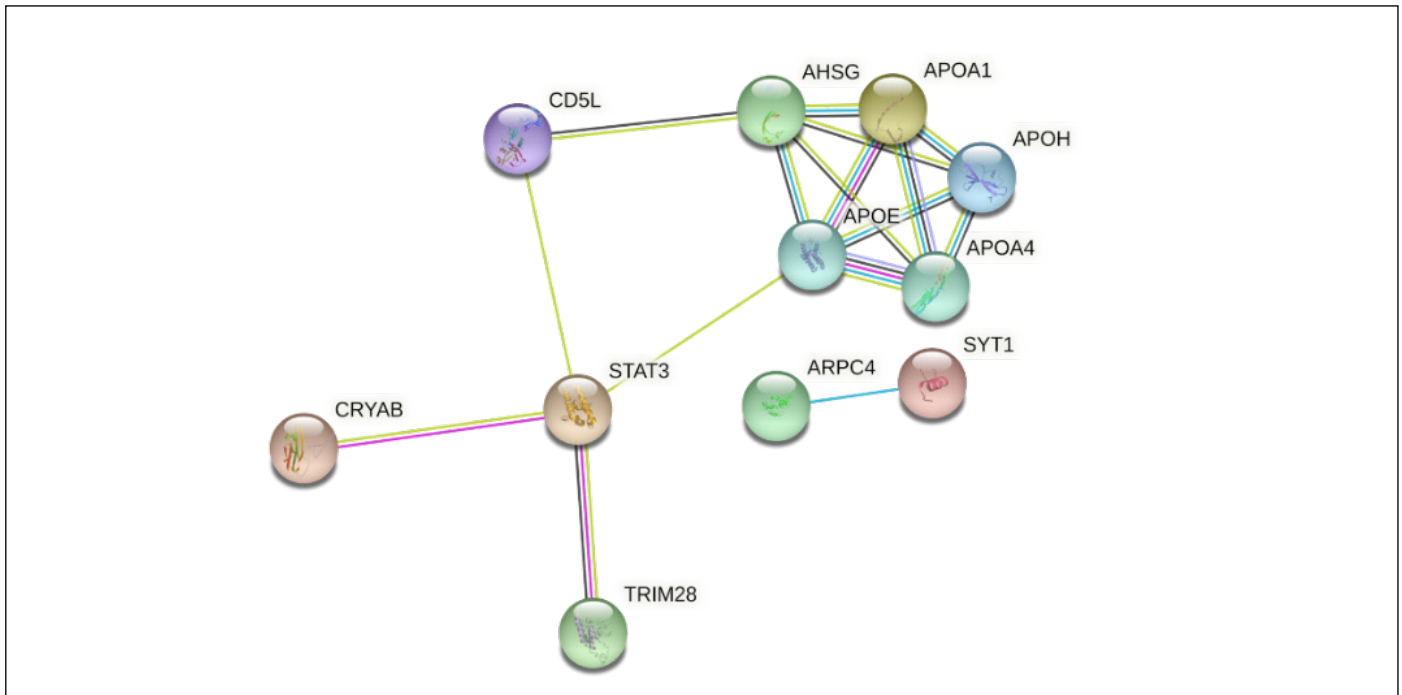 AHSG
APOA1
CD5L
APOH
APOE
APOA4
SYT1
STAT3
ARPC4
CRYAB
TRIM28